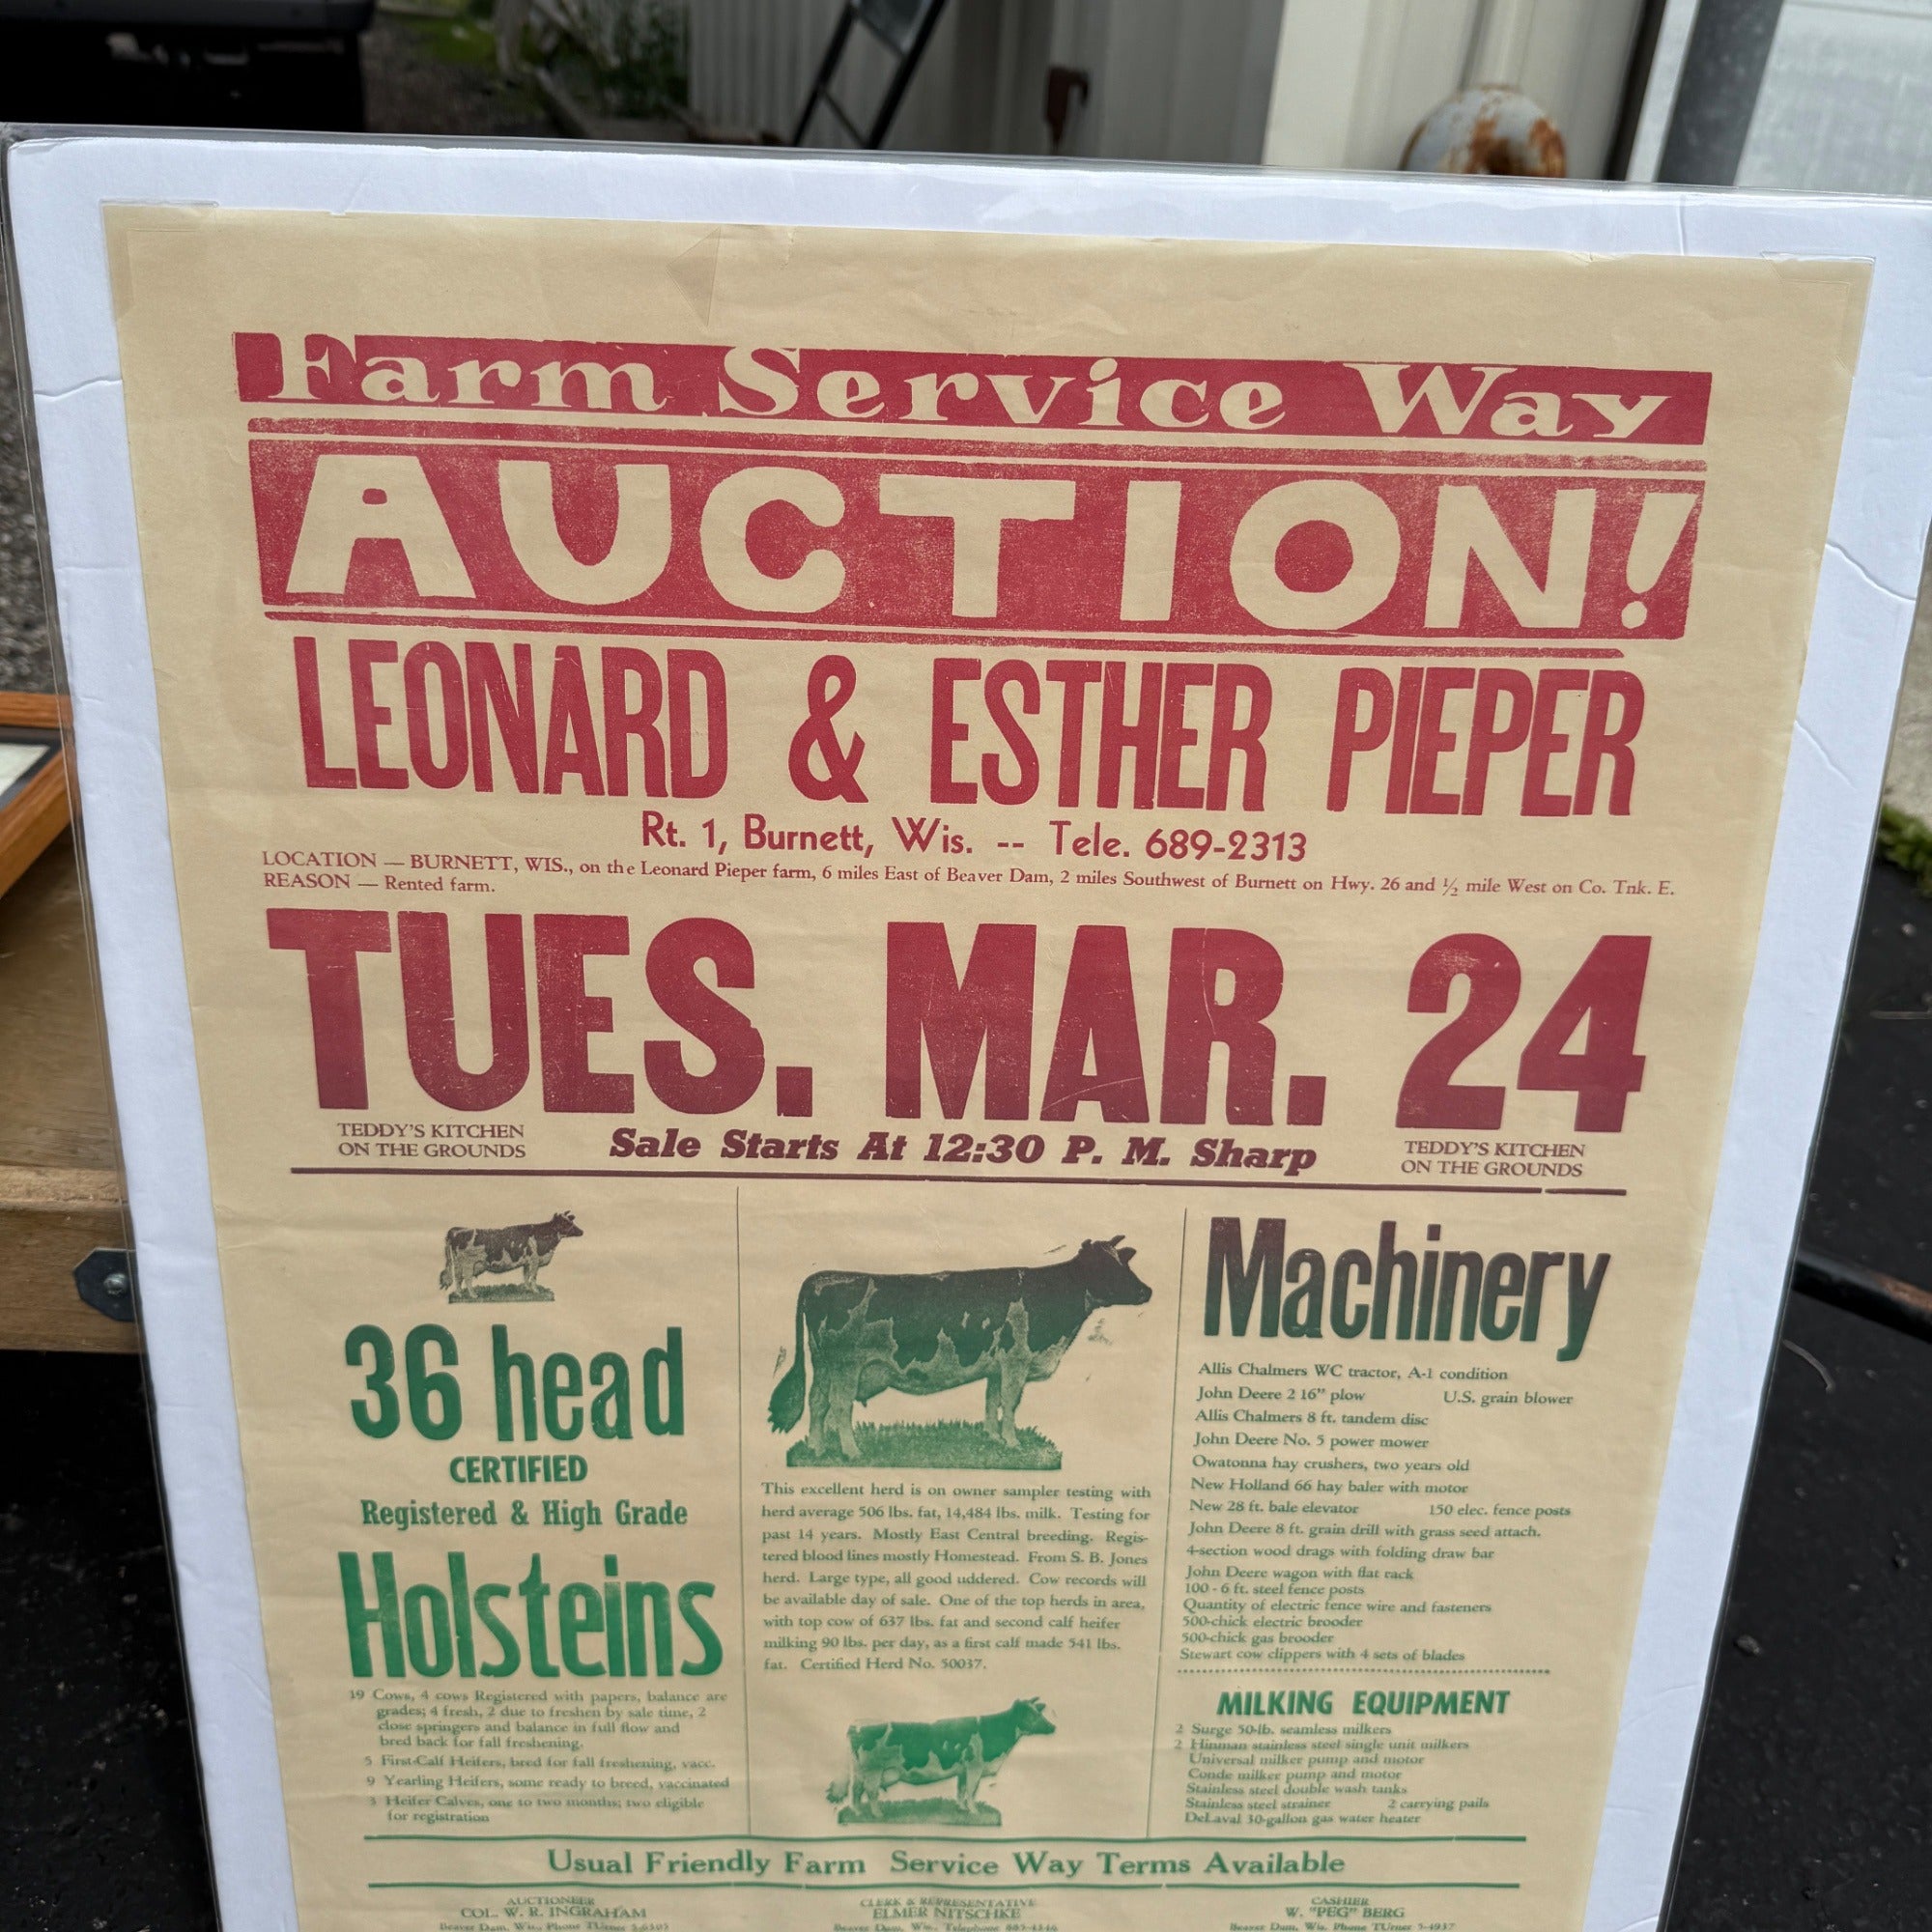 Farm Service Way
AUCTION!
LEONARD & ESTHER PIEPER
Rt. 1, Burnett, Wis. -- Tele. 689-2313
LOCATION — BURNETT, WIS., on the Leonard Pieper farm, 6 miles East of Beaver Dam, 2 miles Southwest of Burnett on Hwy. 26 and ½ mile West on Co. Tnk. E.
REASON — Rented farm.
TUES. MAR. 24
TEDDY'S KITCHEN
ON THE GROUNDS
Sale Starts At 12:30 P. M. Sharp
TEDDY'S KITCHEN
ON THE GROUNDS
36 head
CERTIFIED
Registered & High Grade
Holsteins
19 Cows, 4 cows Registered with papers, balance are
grades; 4 fresh, 2 due to freshen by sale time, 2
close springers and balance in full flow and
bred back for fall freshening.
5 First-Calf Heifers, bred for fall freshening, vacc.
9 Yearling Heifers, some ready to breed, vaccinated
3 Heifer Calves, one to two months; two eligible
for registration
This excellent herd is on owner sampler testing with
herd average 506 lbs. fat, 14,484 lbs. milk. Testing for
past 14 years. Mostly East Central breeding. Regis-
tered blood lines mostly Homestead. From S. B. Jones
herd. Large type, all good uddered. Cow records will
be available day of sale. One of the top herds in area,
with top cow of 637 lbs. fat and second calf heifer
milking 90 lbs. per day, as a first calf made 541 lbs.
fat. Certified Herd No. 50037.
Machinery
Allis Chalmers WC tractor, A-1 condition
John Deere 2 16" plow U.S. grain blower
Allis Chalmers 8 ft. tandem disc
John Deere No. 5 power mower
Owatonna hay crushers, two years old
New Holland 66 hay baler with motor
New 28 ft. bale elevator 150 elec. fence posts
John Deere 8 ft. grain drill with grass seed attach.
4-section wood drags with folding draw bar
John Deere wagon with flat rack
100 - 6 ft. steel fence posts
Quantity of electric fence wire and fasteners
500-chick electric brooder
500-chick gas brooder
Stewart cow clippers with 4 sets of blades
MILKING EQUIPMENT
2 Surge 50-lb. seamless milkers
2 Hinman stainless steel single unit milkers
Universal milker pump and motor
Conde milker pump and motor
Stainless steel double wash tanks
Stainless steel strainer 2 carrying pails
DeLaval 30-gallon gas water heater
Usual Friendly Farm Service Way Terms Available
AUCTIONEER
COL. W. R. INGRAHAM
Beaver Dam, Wis., Phone TUrner
CLERK & REPRESENTATIVE
ELMER NITSCHKE
Beaver Dam, Wis., Telephone
CASHIER
W. "PEG" BERG
Beaver Dam, Wis. Phone TUrner 5-4937